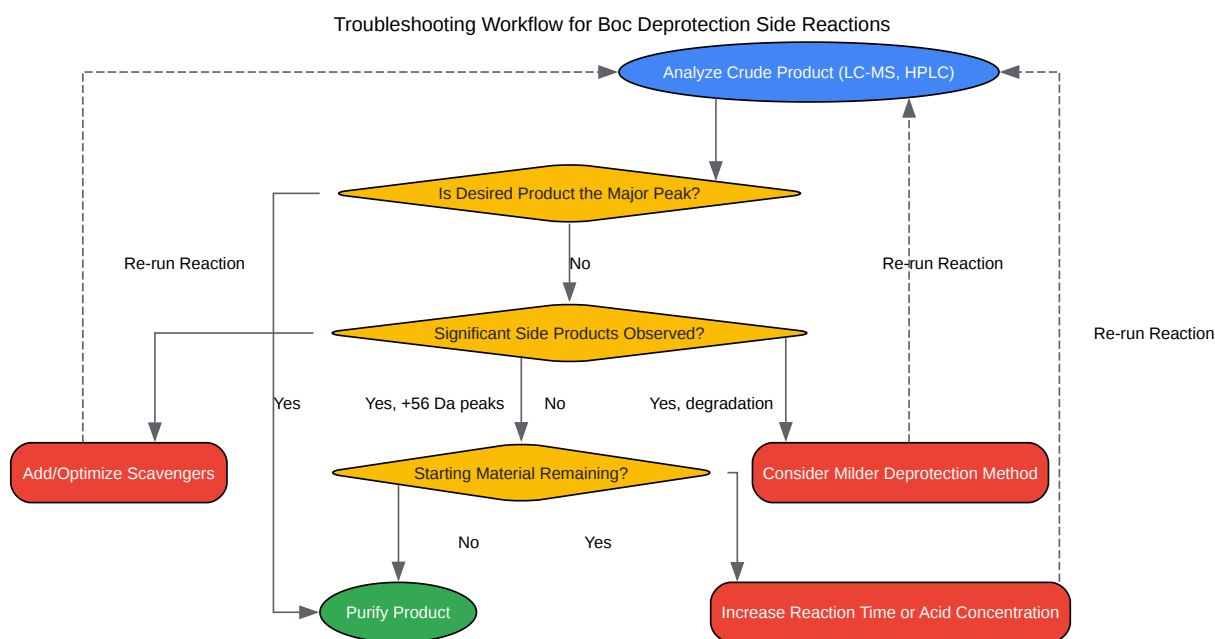 Troubleshooting Workflow for Boc Deprotection Side Reactions
Analyze Crude Product (LC-MS, HPLC)
Is Desired Product the Major Peak?
Re-run Reaction
No
Re-run Reaction
Significant Side Products Observed?
Re-run Reaction
Yes
Yes, +56 Da peaks
No
Yes, degradation
Add/Optimize Scavengers
Starting Material Remaining?
Consider Milder Deprotection Method
No
Yes
Purify Product
Increase Reaction Time or Acid Concentration